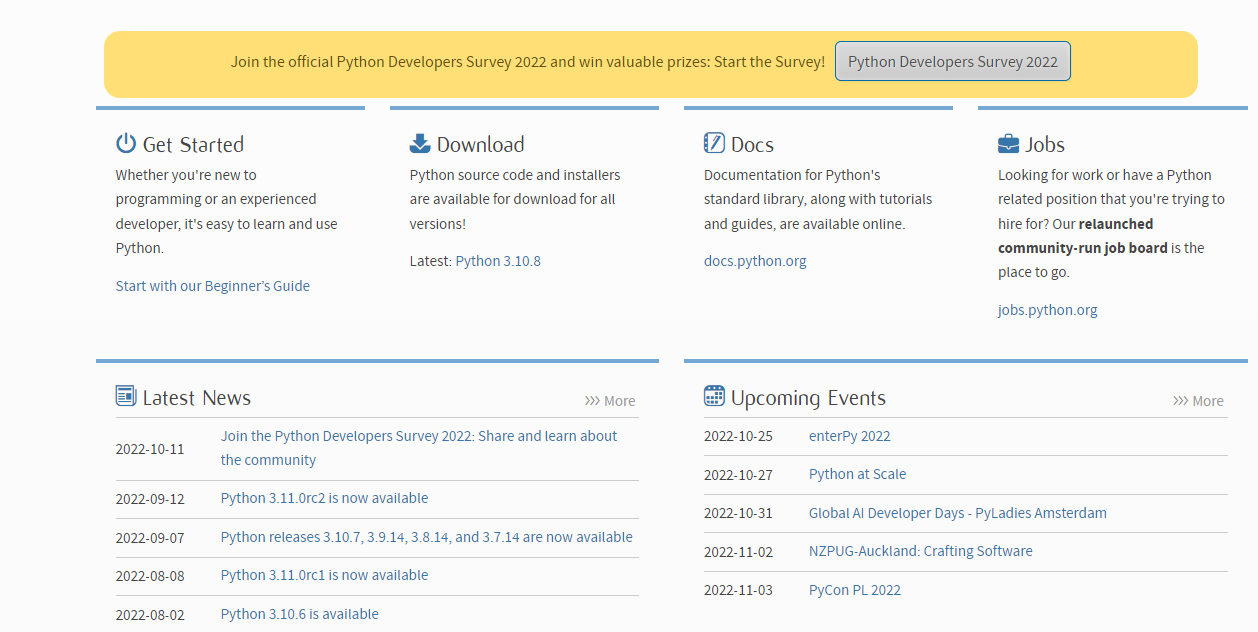 Join the official Python Developers Survey 2022 and win valuable prizes: Start the Survey! Python Developers Survey 2022
Get Started
Whether you're new to
programming or an experienced
developer, it's easy to learn and use
Python.
Start with our Beginner’s Guide
Download
Python source code and installers
are available for download for all
versions!
Latest: Python 3.10.8
Docs
Documentation for Python's
standard library, along with tutorials
and guides, are available online.
docs.python.org
Jobs
Looking for work or have a Python
related position that you're trying to
hire for? Our relaunched
community-run job board is the
place to go.
jobs.python.org
Latest News
>>> More
2022-10-11 Join the Python Developers Survey 2022: Share and learn about
the community
2022-09-12 Python 3.11.0rc2 is now available
2022-09-07 Python releases 3.10.7, 3.9.14, 3.8.14, and 3.7.14 are now available
2022-08-08 Python 3.11.0rc1 is now available
2022-08-02 Python 3.10.6 is available
Upcoming Events
>>> More
2022-10-25 enterPy 2022
2022-10-27 Python at Scale
2022-10-31 Global AI Developer Days - PyLadies Amsterdam
2022-11-02 NZPUG-Auckland: Crafting Software
2022-11-03 PyCon PL 2022